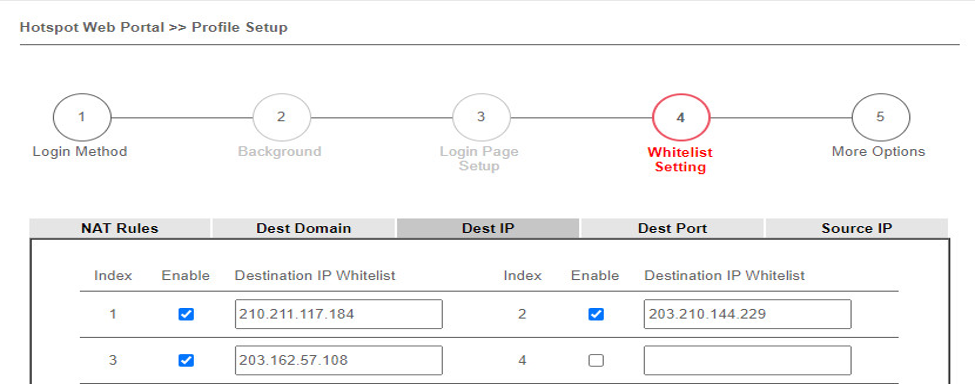 Hotspot Web Portal >> Profile Setup
1 2 3 4 5
Login Method Background Login Page Setup Whitelist Setting More Options
NAT Rules Dest Domain Dest IP Dest Port Source IP
Index Enable Destination IP Whitelist Index Enable Destination IP Whitelist
1 210.211.117.184 2 203.210.144.229
3 203.162.57.108 4